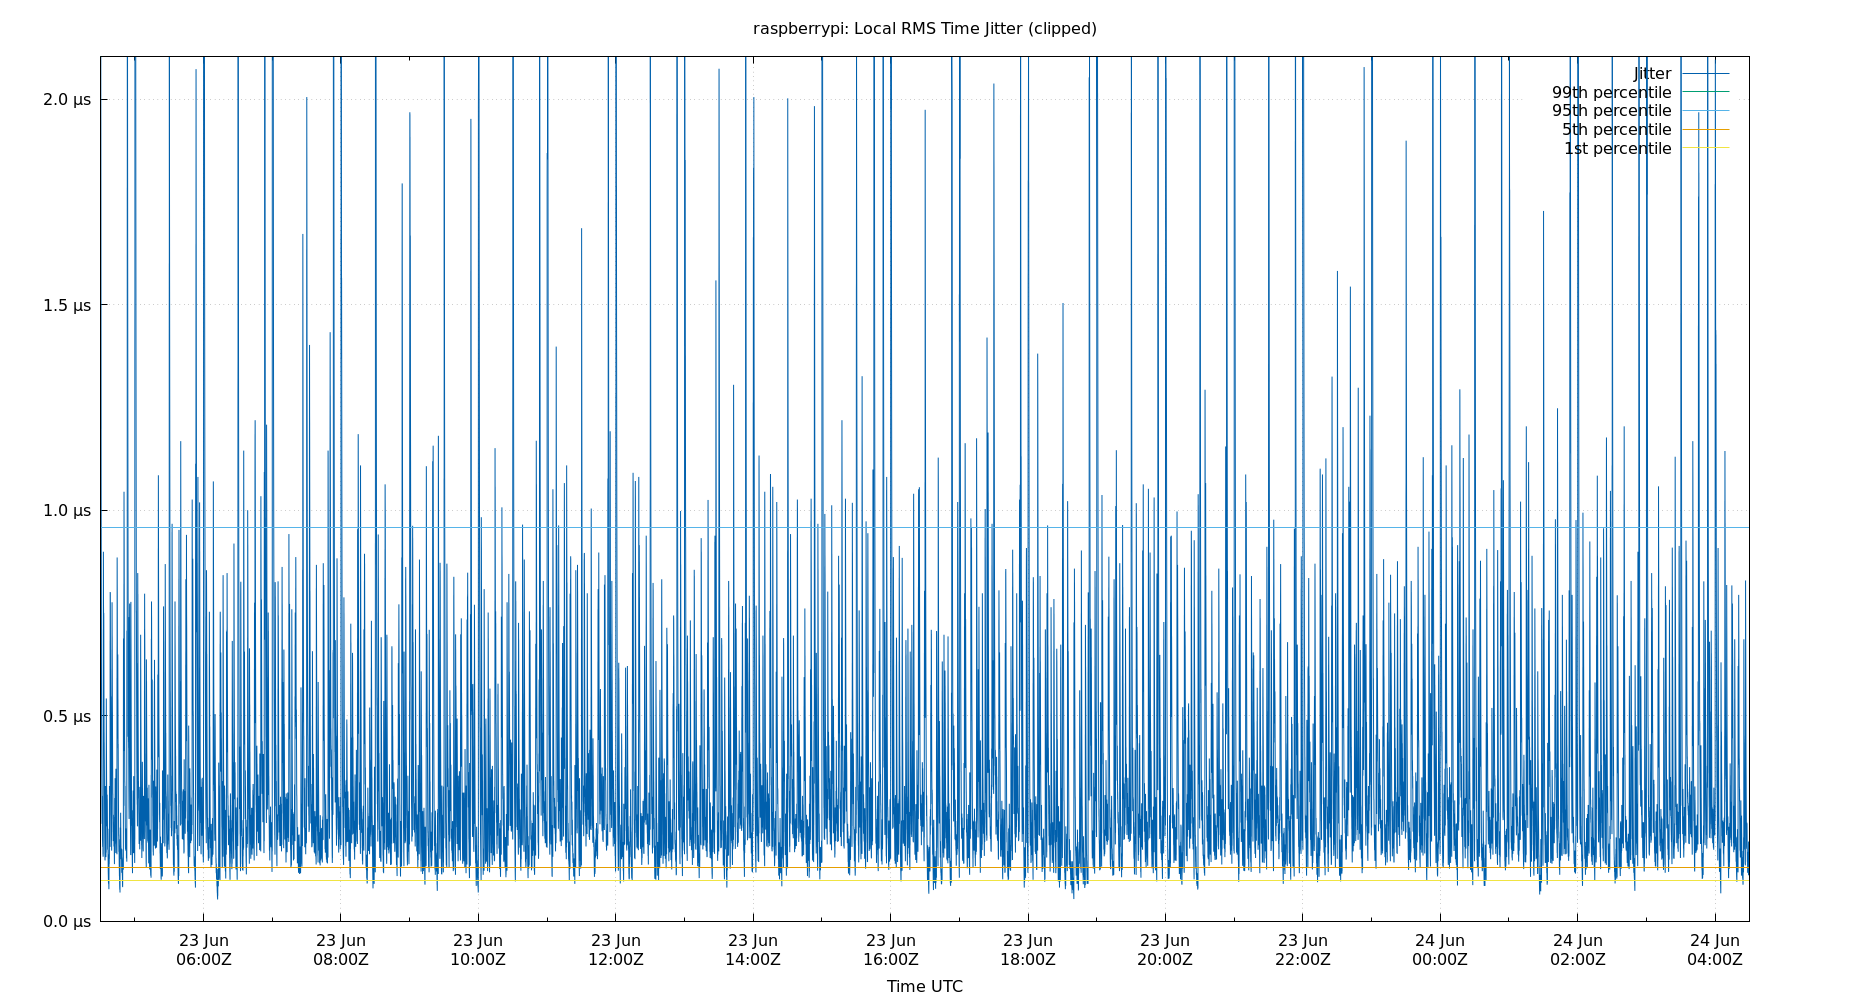 raspberrypi: Local RMS Time Jitter (clipped)
Jitter
99th percentile
95th percentile
5th percentile
1st percentile
2.0 µs
1.5 µs
1.0 µs
0.5 µs
0.0 µs
23 Jun 23 Jun 23 Jun 23 Jun 23 Jun 23 Jun 23 Jun 23 Jun 23 Jun 24 Jun 24 Jun 24 Jun
06:00Z 08:00Z 10:00Z 12:00Z 14:00Z 16:00Z 18:00Z 20:00Z 22:00Z 00:00Z 02:00Z 04:00Z
Time UTC